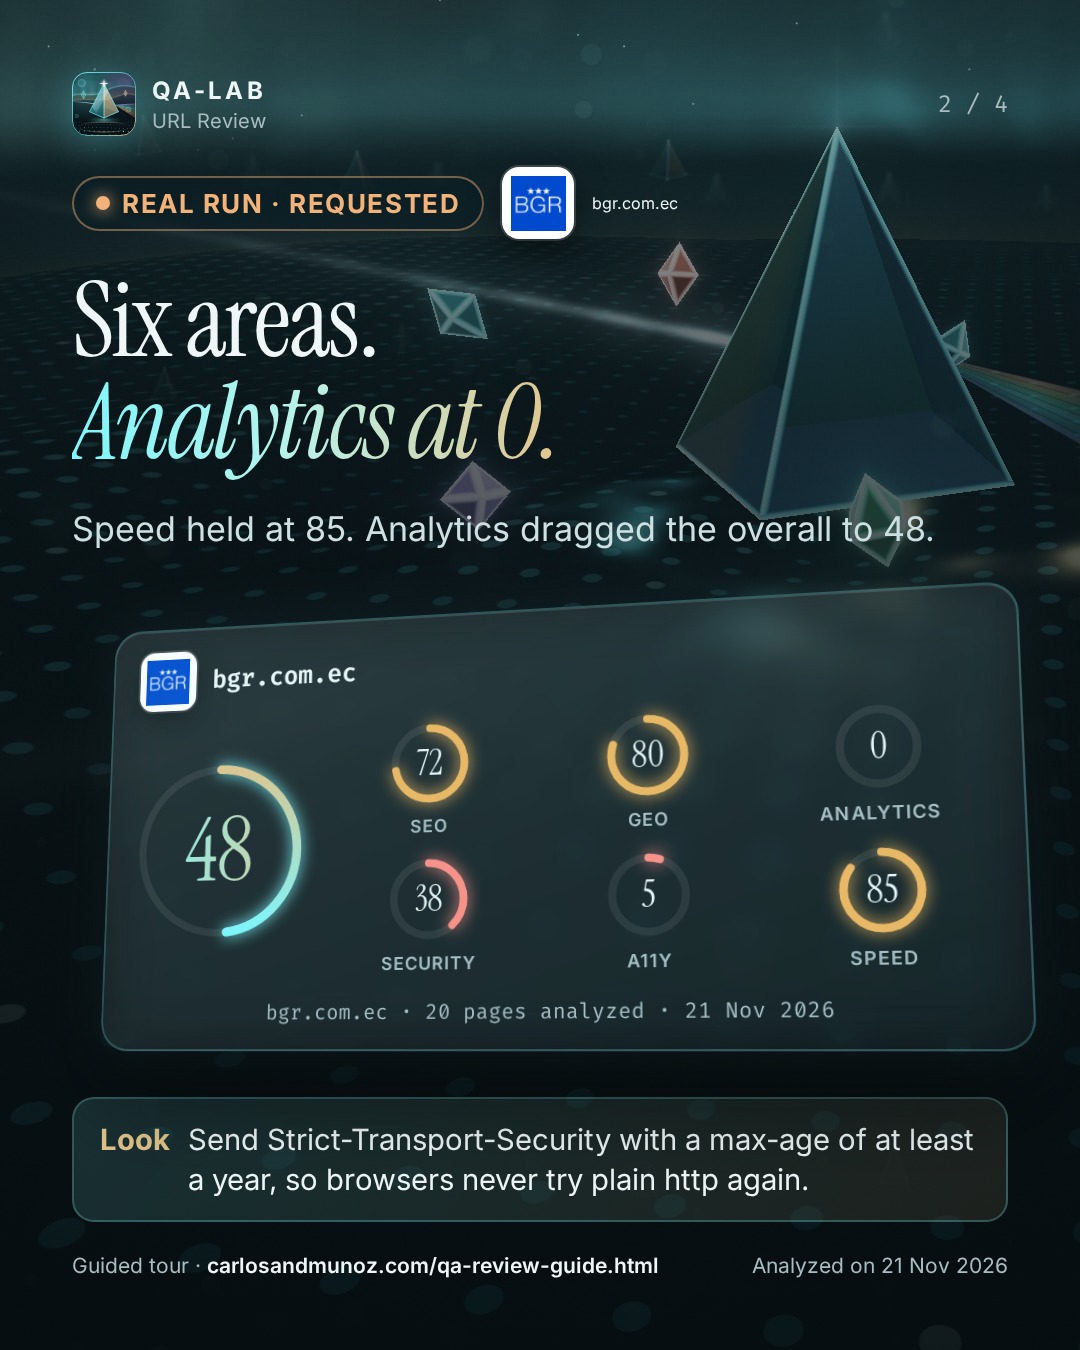 QA-LAB
URL Review
2 / 4
REAL RUN · REQUESTED
BGR
bgr.com.ec
Six areas.
Analytics at 0.
Speed held at 85. Analytics dragged the overall to 48.
BGR
bgr.com.ec
48
72
SEO
80
GEO
0
ANALYTICS
38
SECURITY
5
A11Y
85
SPEED
bgr.com.ec · 20 pages analyzed · 21 Nov 2026
Look Send Strict-Transport-Security with a max-age of at least
a year, so browsers never try plain http again.
Guided tour · carlosandmunoz.com/qa-review-guide.html
Analyzed on 21 Nov 2026